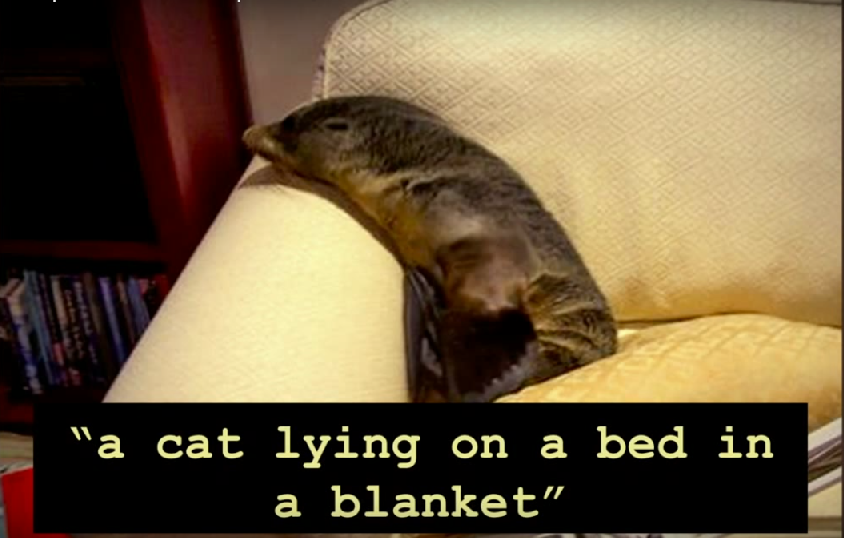 “a cat lying on a bed in
a blanket”